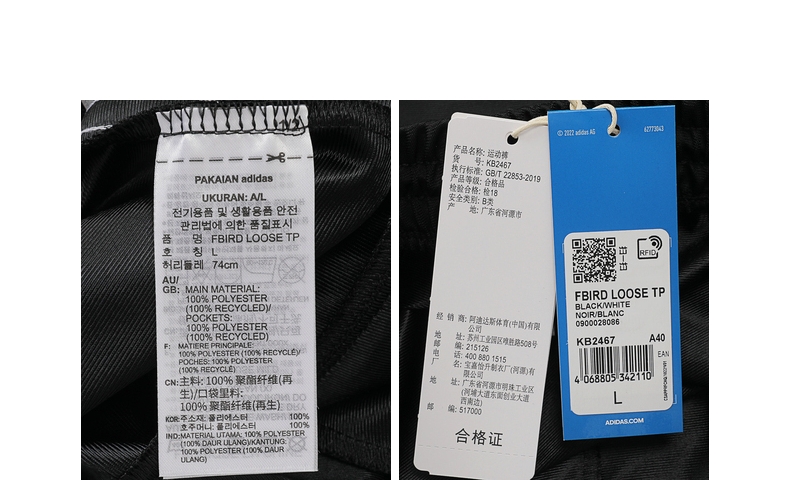 PAKAIAN adidas
UKURAN: A/L
전기용품 및 생활용품 안전
관리법에 의한 품질표시
품 명 FBIRD LOOSE TP
호 칭 L
허리둘레 74cm
AU/
GB: MAIN MATERIAL:
100% POLYESTER
(100% RECYCLED)/
POCKETS:
100% POLYESTER
(100% RECYCLED)
F: MATIERE PRINCIPALE:
100% POLYESTER (100% RECYCLE)/
POCHES: 100% POLYESTER
(100% RECYCLE)
CN: 主料: 100% 聚酯纤维(再
生)/口袋里料:
100% 聚酯纤维(再生)
KOR: 주소재: 폴리에스터 100%
호주머니: 폴리에스터 100%
IND: MATERIAL UTAMA: 100% POLYESTER
(100% DAUR ULANG)/KANTUNG:
100% POLYESTER (100% DAUR
ULANG)
产品名称: 运动裤
货 号: KB2467
执行标准: GB/T 22853-2019
产品等级: 合格品
检验合格: 检18
安全类别: B类
产 地: 广东省河源市
经 销 商: 阿迪达斯体育(中国)有限
公司
地 址: 苏州工业园区唯胜路508号
邮 编: 215126
电 话: 400 880 1515
厂 名: 宝嘉怡升制衣厂(河源)有
限公司
地 址: 广东省河源市明珠工业区
(河埔大道东面创业大道
西南边)
邮 编: 517000
合格证
© 2022 adidas AG
62773043
RFID
FBIRD LOOSE TP
BLACK/WHITE
NOIR/BLANC
0900028086
KB2467 A40
EAN
4 068805 342110
L
ADIDAS.COM